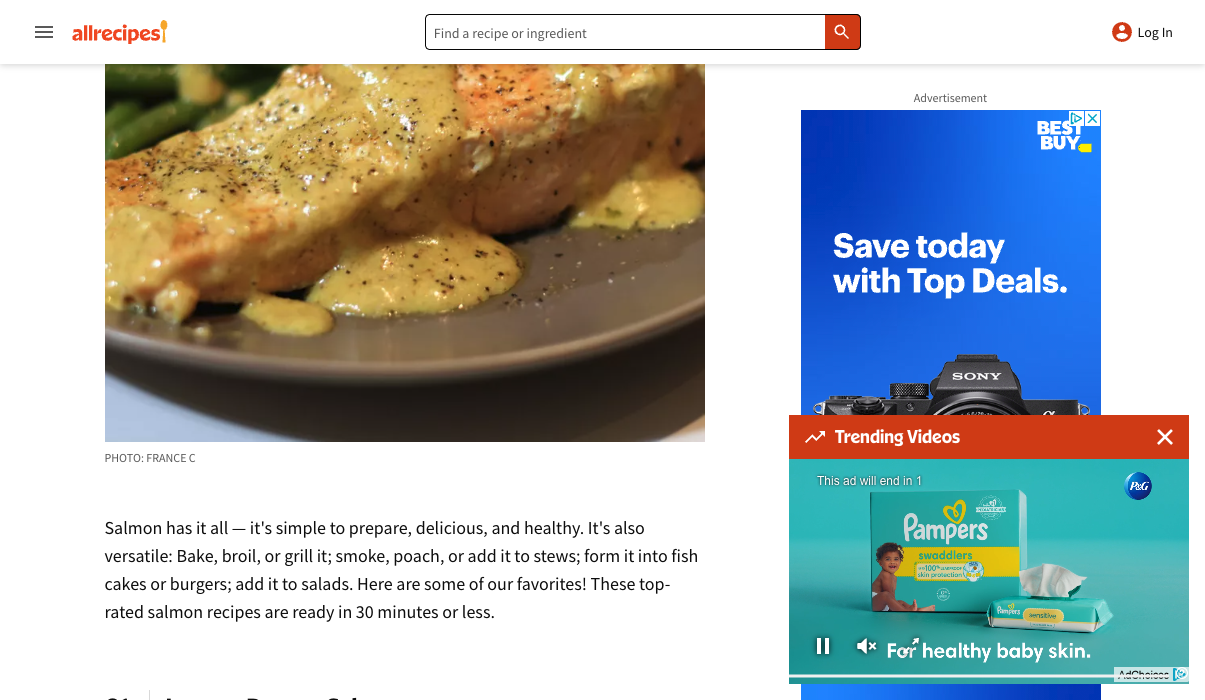 allrecipes
Find a recipe or ingredient
Log In
Advertisement
BEST
BUY
Save today
with Top Deals.
SONY
α
PHOTO: FRANCE C
Trending Videos
This ad will end in 1
P&G
Pampers
swaddlers
100%
skin protection
Pampers
sensitive
For healthy baby skin.
AdChoices
Salmon has it all — it's simple to prepare, delicious, and healthy. It's also
versatile: Bake, broil, or grill it; smoke, poach, or add it to stews; form it into fish
cakes or burgers; add it to salads. Here are some of our favorites! These top-
rated salmon recipes are ready in 30 minutes or less.